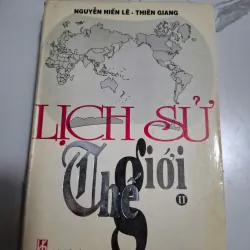 NGUYỄN HIẾN LÊ - THIÊN GIANG
LỊCH SỬ
Thế giới
II